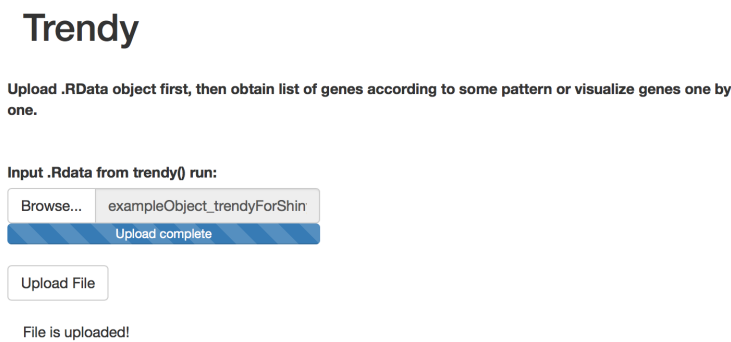 Trendy
Upload .RData object first, then obtain list of genes according to some pattern or visualize genes one by
one.
Input .Rdata from trendy() run:
Browse... exampleObject_trendyForShin
Upload complete
Upload File
File is uploaded!